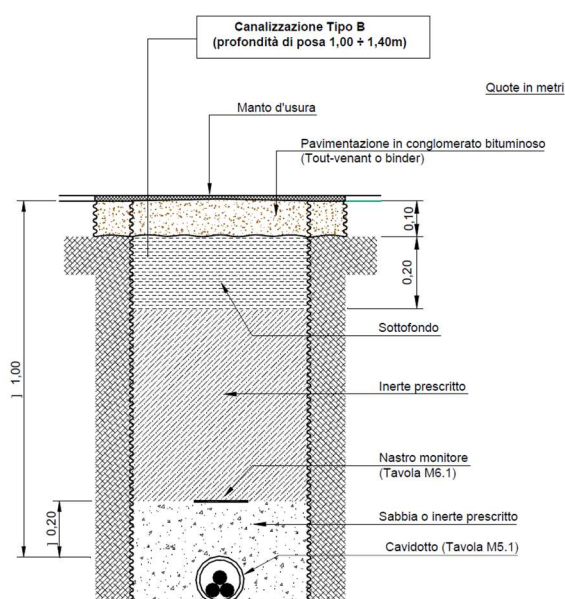 Canalizzazione Tipo B
(profondità di posa 1,00 ÷ 1,40m)
Quote in metri
Manto d'usura
Pavimentazione in conglomerato bituminoso
(Tout-venant o binder)
0,10
0,20
Sottofondo
] 1,00
Inerte prescritto
Nastro monitore
(Tavola M6.1)
] 0,20
Sabbia o inerte prescritto
Cavidotto (Tavola M5.1)